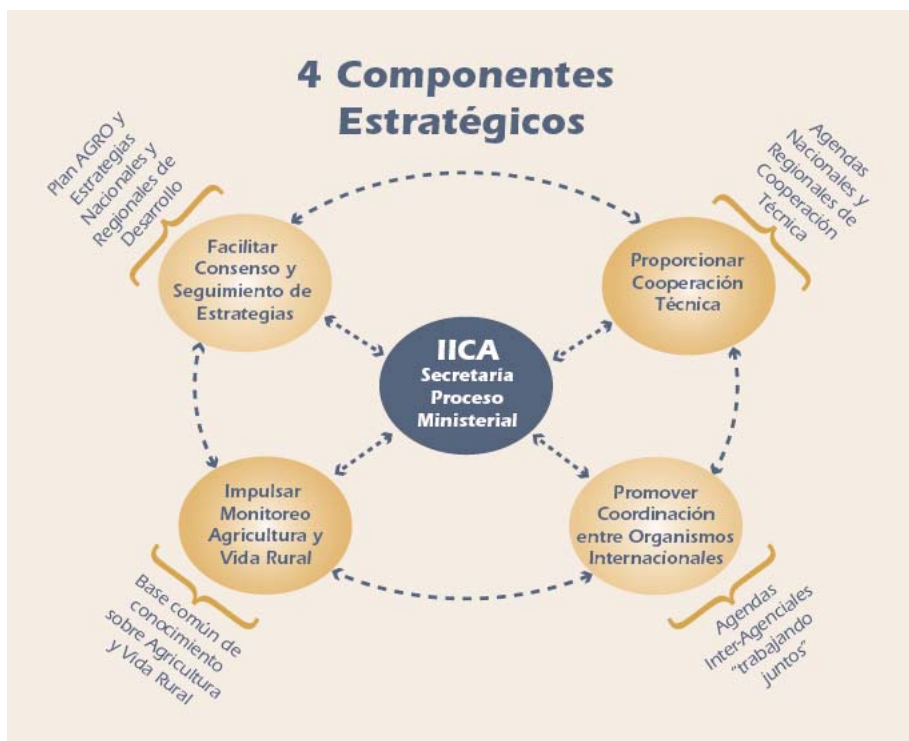 4 Componentes
Estratégicos
Plan AGRO y
Estrategias
Nacionales y
Regionales de
Desarrollo
Agendas
Nacionales y
Regionales de
Cooperación
Técnica
Facilitar
Consenso y
Seguimiento de
Estrategias
Proporcionar
Cooperación
Técnica
IICA
Secretaría
Proceso
Ministerial
Impulsar
Monitoreo
Agricultura y
Vida Rural
Promover
Coordinación
entre Organismos
Internacionales
Base común de
conocimiento
sobre Agricultura
y Vida Rural
Agendas
Inter-Agenciales
“trabajando
juntos”